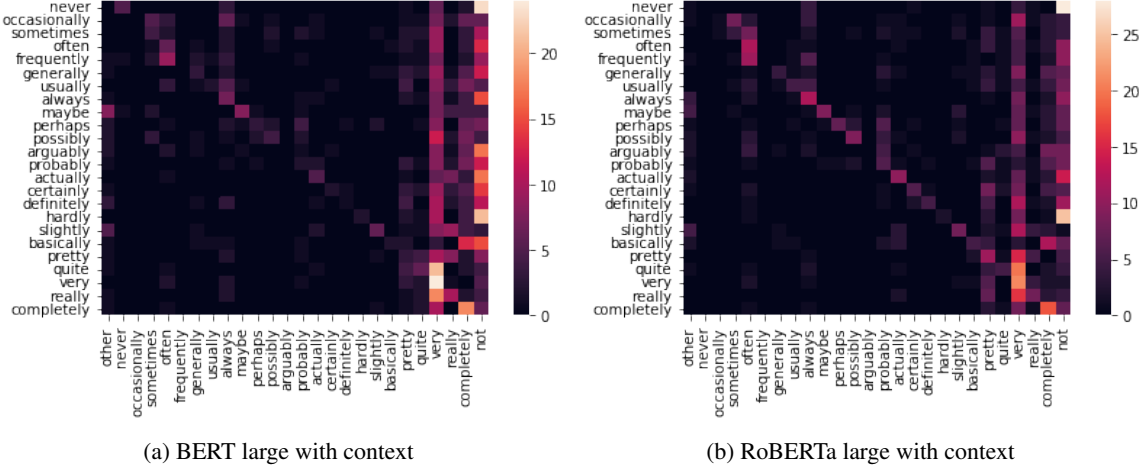 never
occasionally
sometimes
often
frequently
generally
usually
always
maybe
perhaps
possibly
arguably
probably
actually
certainly
definitely
hardly
slightly
basically
pretty
quite
very
really
completely
other
never
occasionally
sometimes
often
frequently
generally
usually
always
maybe
perhaps
possibly
arguably
probably
actually
certainly
definitely
hardly
slightly
basically
pretty
quite
very
really
completely
not
20
15
10
5
0
(a) BERT large with context
never
occasionally
sometimes
often
frequently
generally
usually
always
maybe
perhaps
possibly
arguably
probably
actually
certainly
definitely
hardly
slightly
basically
pretty
quite
very
really
completely
other
never
occasionally
sometimes
often
frequently
generally
usually
always
maybe
perhaps
possibly
arguably
probably
actually
certainly
definitely
hardly
slightly
basically
pretty
quite
very
really
completely
not
25
20
15
10
5
0
(b) RoBERTa large with context